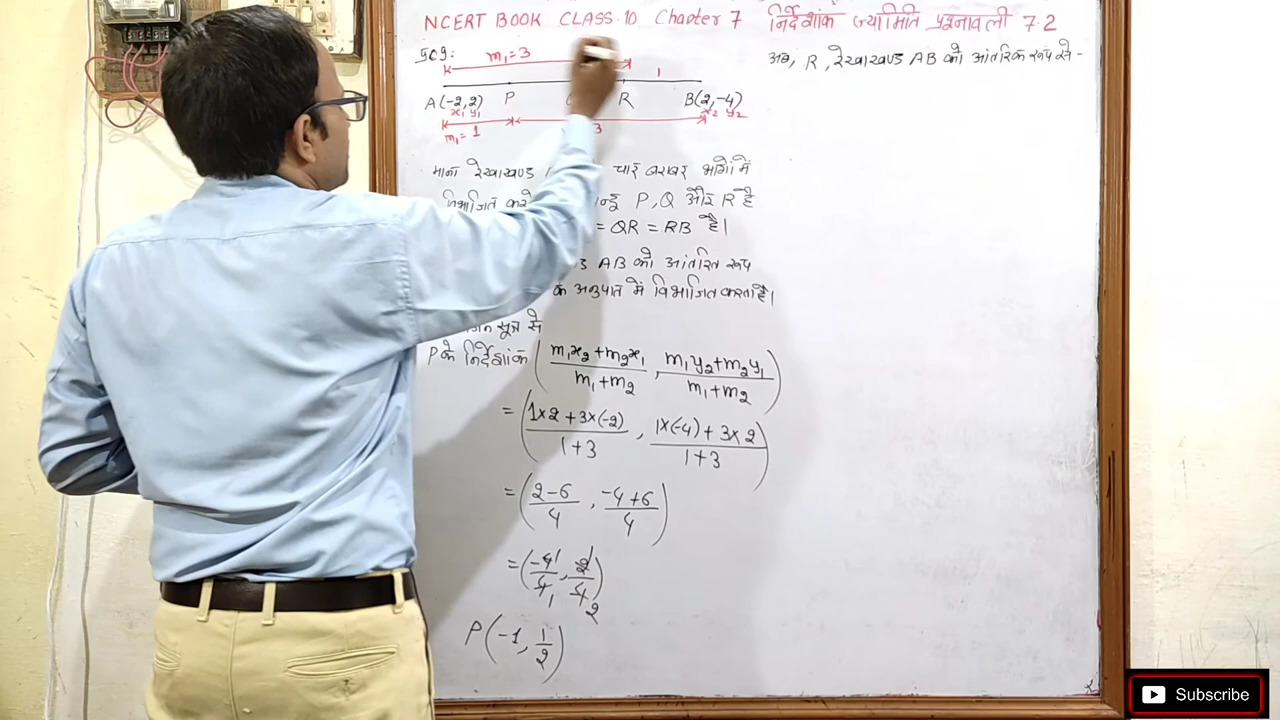 NCERT BOOK CLASS-10 Chapter 7 निर्देशांक ज्यामिति प्रश्नावली 7.2
प्र09:
m₁=3
1
A(-2,2) P R B(2,-4)
x₁ y₁ x₂ y₂
m₁= 1 3
माना रेखाखण्ड चार बराबर भागों में
विभाजित P, Q और R है
= QR = RB है।
AB को आंतरित रूप
के अनुपात में विभाजित करता है।
सूत्र से
P के निर्देशांक ( (m₁x₂+m₂x₁)/(m₁+m₂) , (m₁y₂+m₂y₁)/(m₁+m₂) )
= ( (1×2+3×(-2))/(1+3) , (1×(-4)+3×2)/(1+3) )
= ( (2-6)/4 , (-4+6)/4 )
= ( -4/4 , 2/4 )
P(-1, 1/2)
अब, R, रेखाखण्ड AB को आंतरिक रूप से -
Subscribe